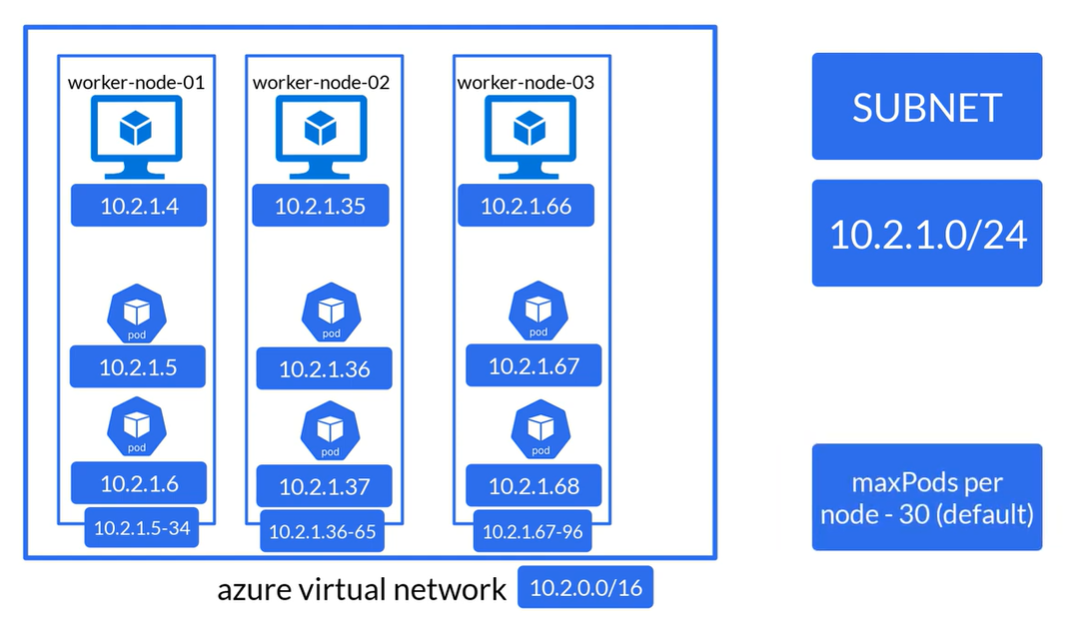 worker-node-01
10.2.1.4
pod
10.2.1.5
pod
10.2.1.6
10.2.1.5-34
worker-node-02
10.2.1.35
pod
10.2.1.36
pod
10.2.1.37
10.2.1.36-65
worker-node-03
10.2.1.66
pod
10.2.1.67
pod
10.2.1.68
10.2.1.67-96
azure virtual network
10.2.0.0/16
SUBNET
10.2.1.0/24
maxPods per
node - 30 (default)